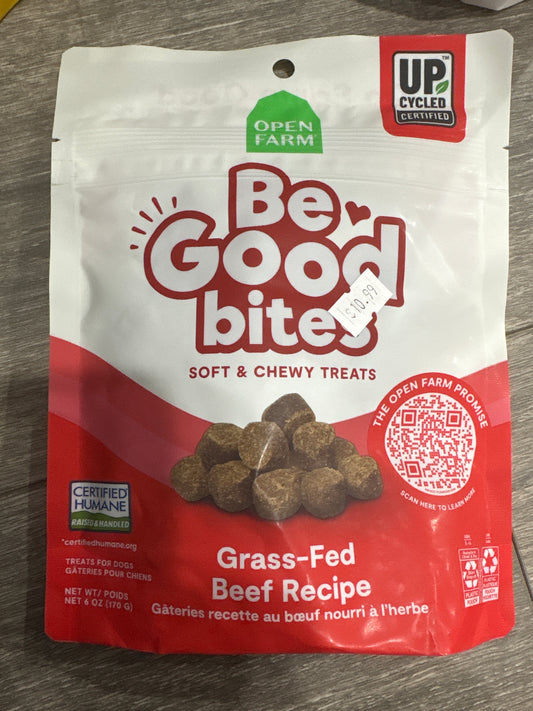 UP
CYCLED
CERTIFIED
OPEN
FARM
Be
Good
bites
$10.99
SOFT & CHEWY TREATS
THE OPEN FARM PROMISE
SCAN HERE TO LEARN MORE
CERTIFIED
HUMANE
RAISED & HANDLED
*certifiedhumane.org
TREATS FOR DOGS
GÂTERIES POUR CHIENS
NET WT/ POIDS
NET 6 OZ (170 G)
Grass-Fed
Beef Recipe
Gâteries recette au bœuf nourri à l'herbe